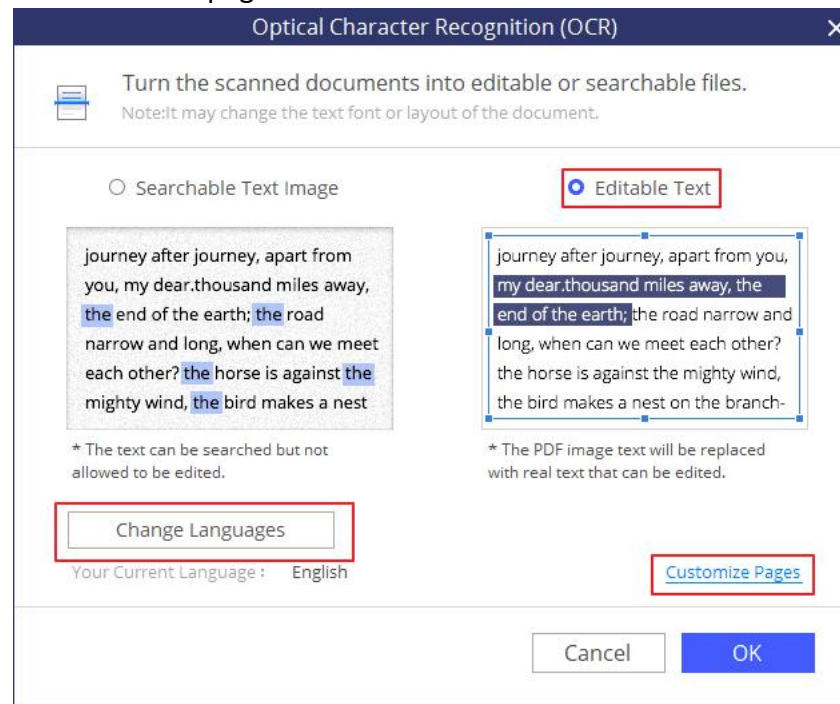 Optical Character Recognition (OCR)
Turn the scanned documents into editable or searchable files.
Note:It may change the text font or layout of the document.
Searchable Text Image
journey after journey, apart from
you, my dear.thousand miles away,
the end of the earth; the road
narrow and long, when can we meet
each other? the horse is against the
mighty wind, the bird makes a nest
* The text can be searched but not
allowed to be edited.
Editable Text
journey after journey, apart from you,
my dear.thousand miles away, the
end of the earth; the road narrow and
long, when can we meet each other?
the horse is against the mighty wind,
the bird makes a nest on the branch-
* The PDF image text will be replaced
with real text that can be edited.
Change Languages
Your Current Language : English
Customize Pages
Cancel
OK